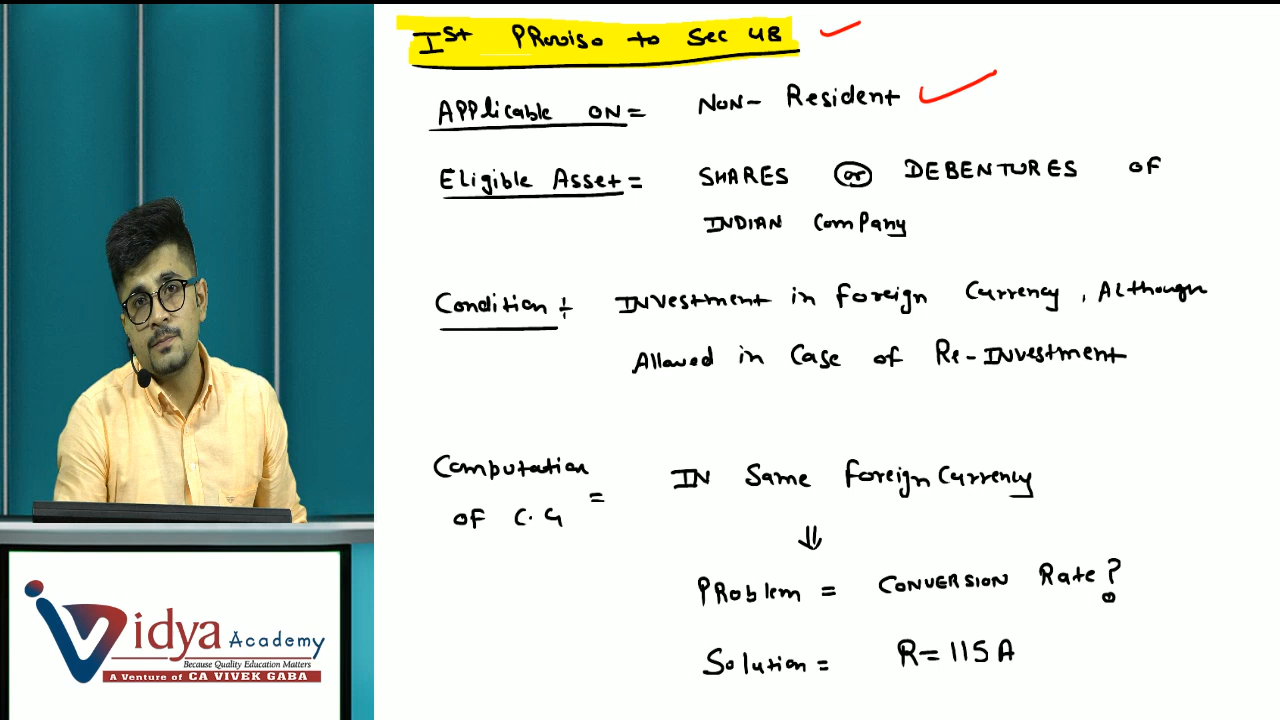 Ist PRoviso to Sec 48
APPlicable ON = NON- Resident
ELigible Asset = SHARES or DEBENTURES OF
INDIAN ComPany
Condition ÷ INVestment in foreign Currency, ALthough
Allowed in Case of Re-INVestment
Computation of C.G = IN Same foreign Currency
⇓
PRoblem = CONVERSION Rate?
Solution = R= 115A
Vidya Academy
Because Quality Education Matters
A Venture of CA VIVEK GABA